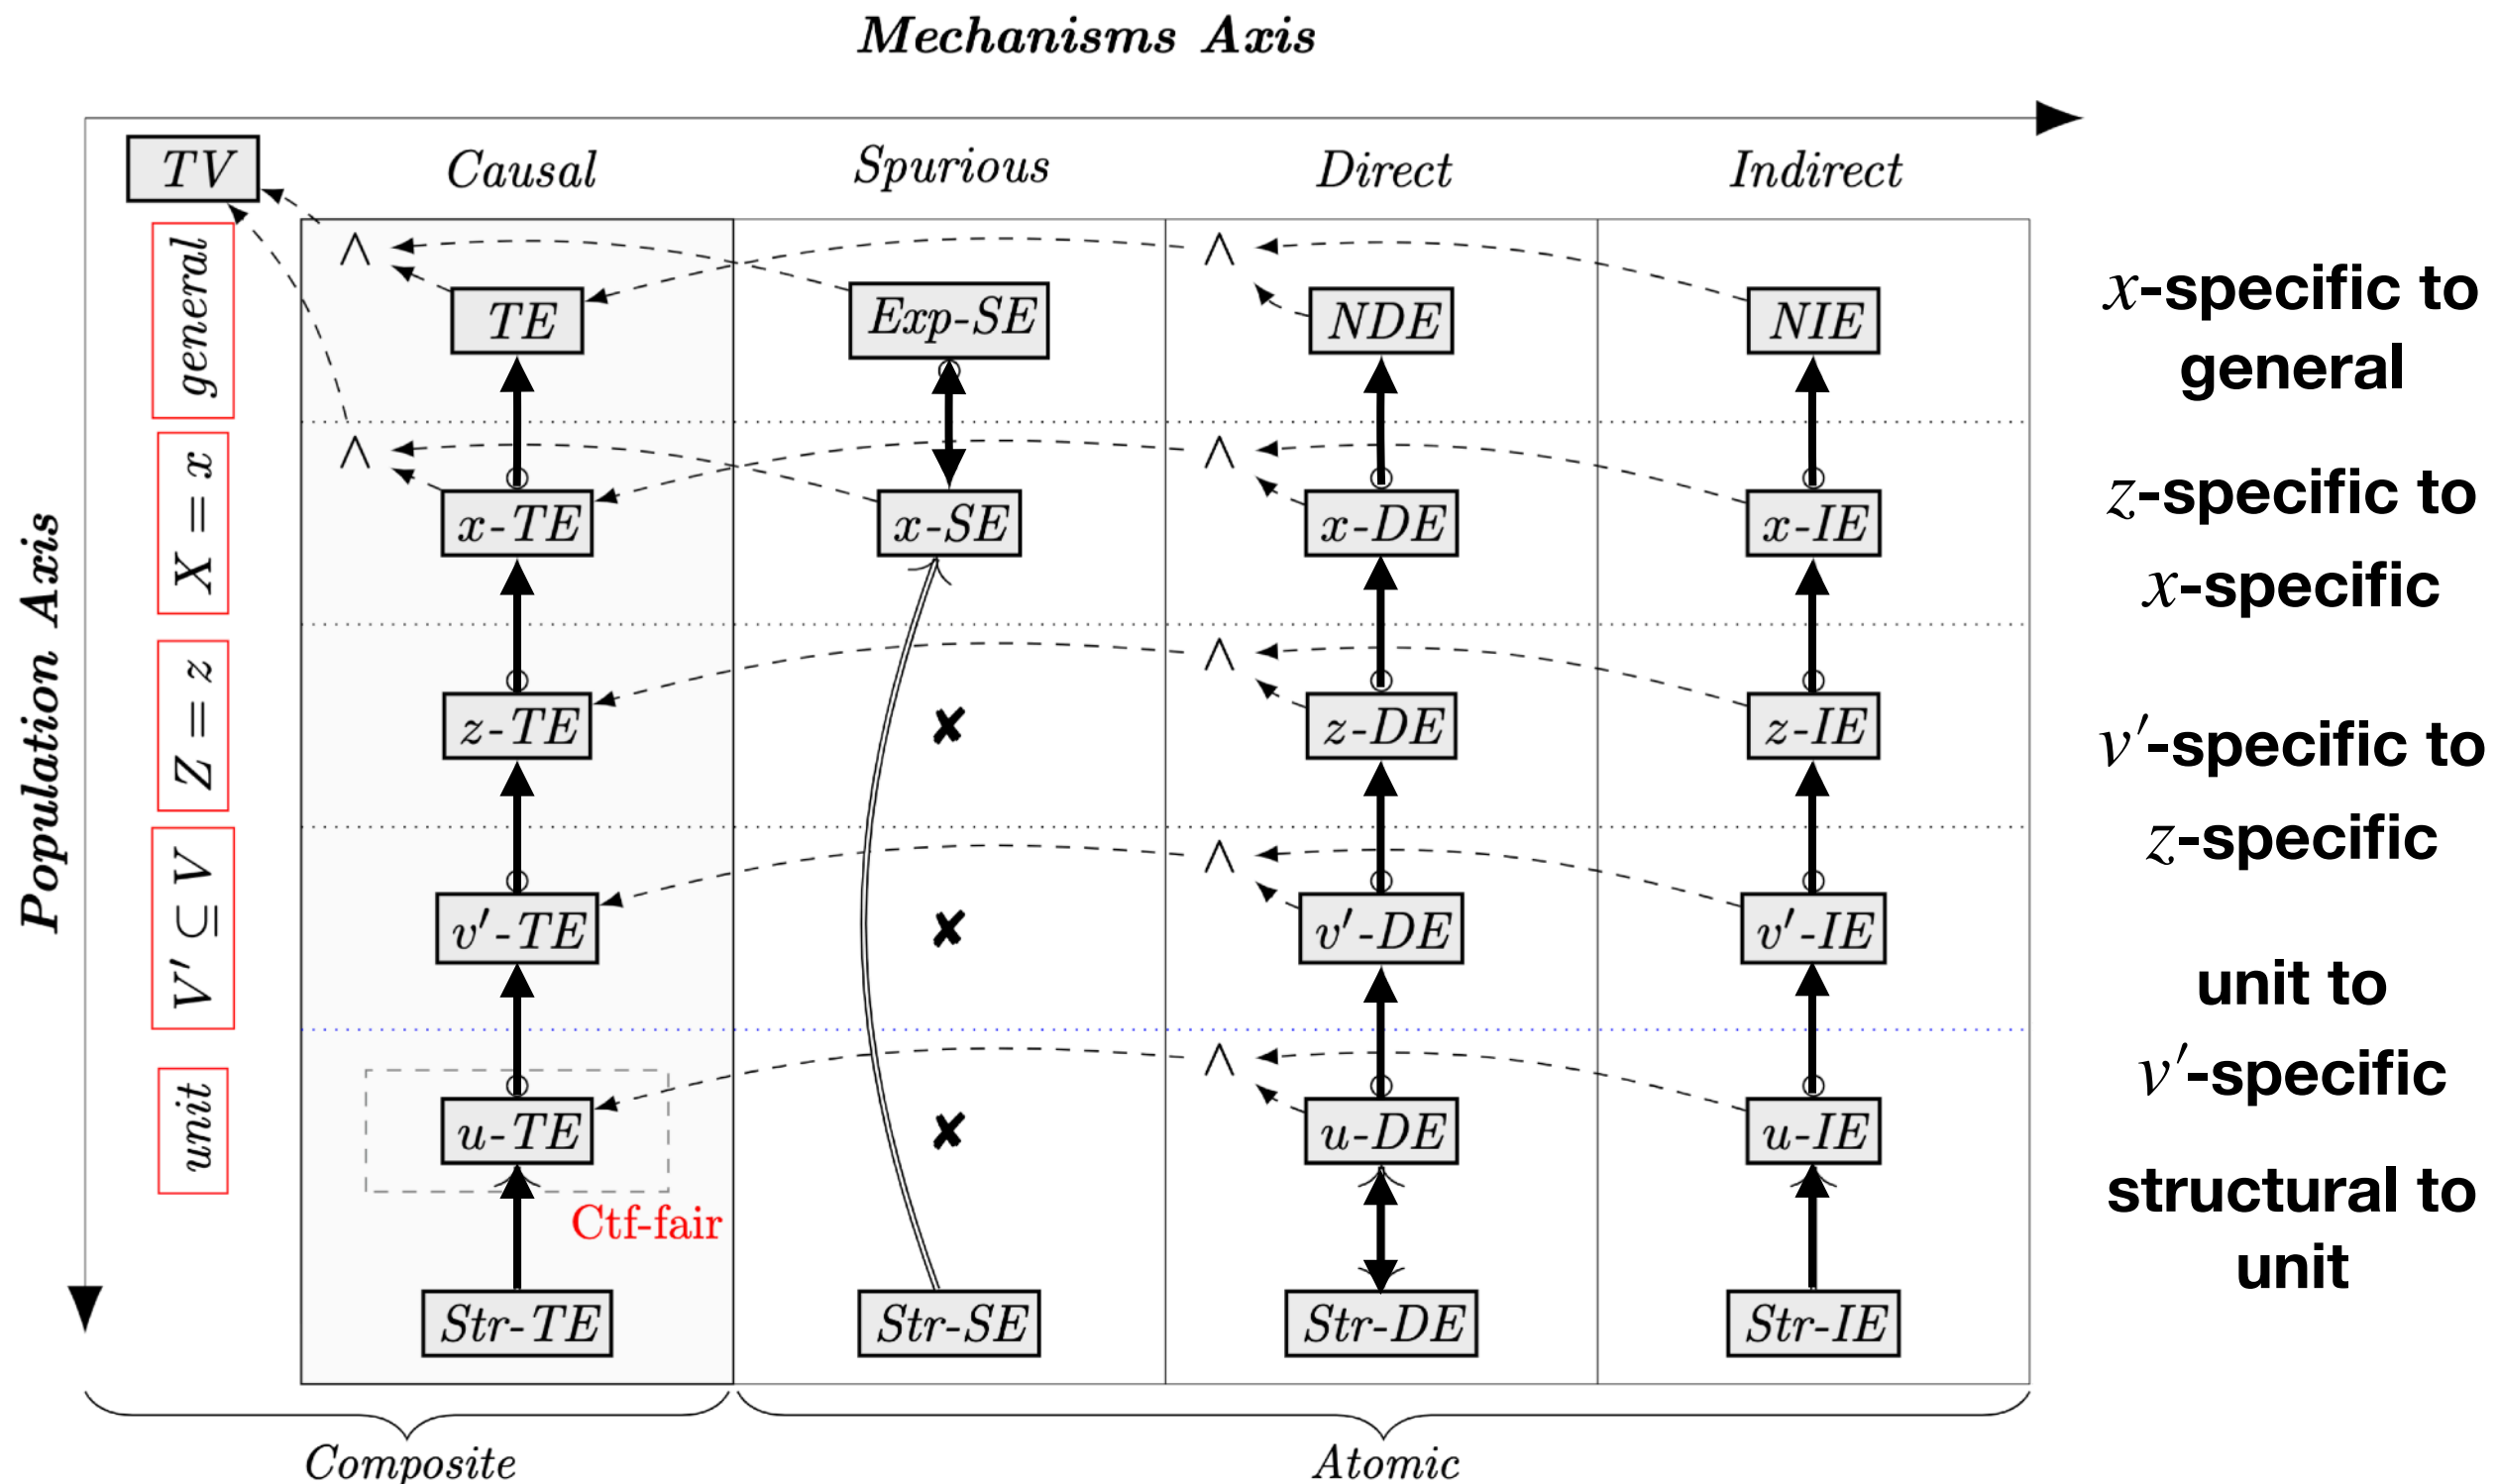 Mechanisms Axis
TV
Causal
Spurious
Direct
Indirect
Population Axis
general
∧
∧
TE
Exp-SE
NDE
NIE
x-specific to
general
X = x
∧
∧
x-TE
x-SE
x-DE
x-IE
z-specific to
x-specific
Z = z
∧
z-TE
✘
z-DE
z-IE
v′-specific to
z-specific
V′ ⊆ V
∧
v′-TE
✘
v′-DE
v′-IE
unit to
v′-specific
unit
∧
u-TE
✘
u-DE
u-IE
Ctf-fair
structural to
unit
Str-TE
Str-SE
Str-DE
Str-IE
Composite
Atomic